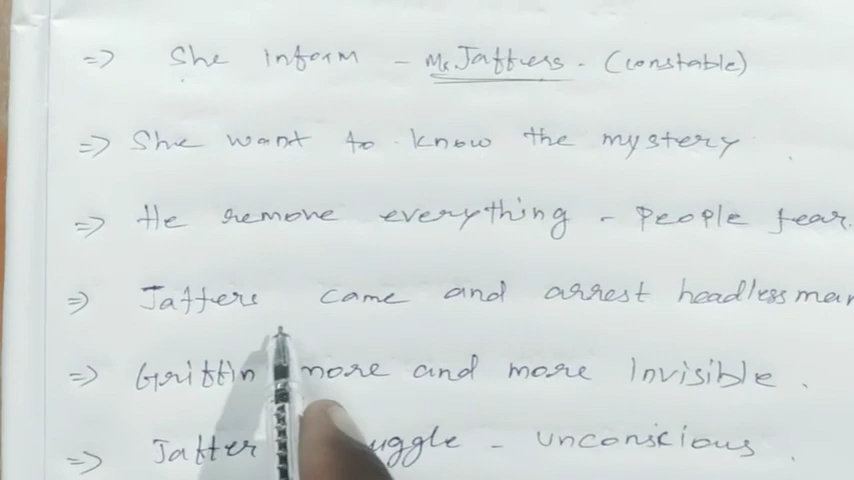 => She inform - Mr. Jaffers - (constable)
=> She want to know the mystery
=> He remove everything - people fear.
=> Jaffers came and arrest headless man
=> Griffin more and more Invisible.
=> Jaffer - unconscious.